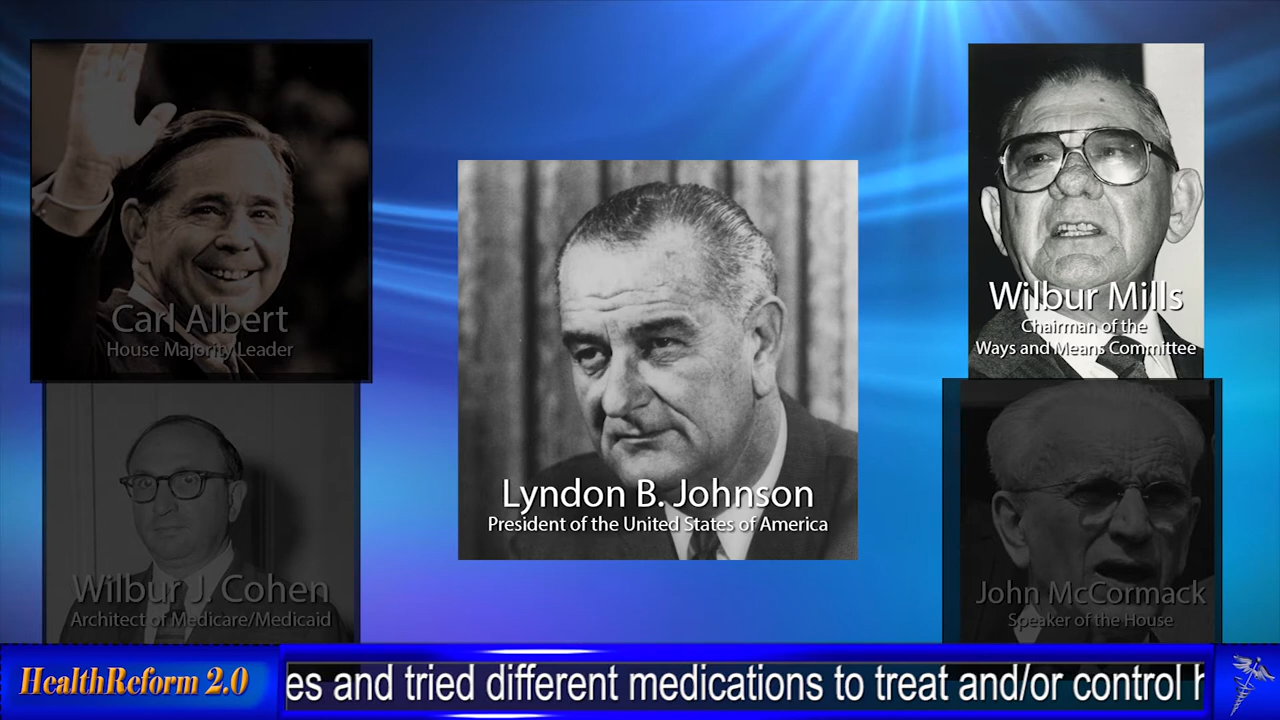 Carl Albert
House Majority Leader
Wilbur J. Cohen
Architect of Medicare/Medicaid
Lyndon B. Johnson
President of the United States of America
Wilbur Mills
Chairman of the
Ways and Means Committee
John McCormack
Speaker of the House
HealthReform 2.0
es and tried different medications to treat and/or control